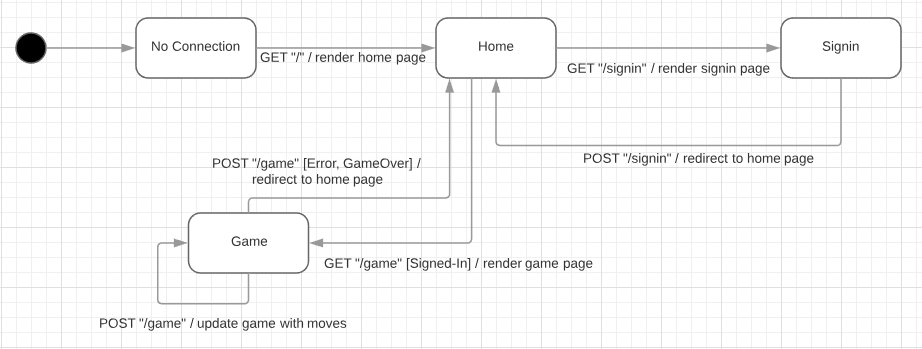 No Connection
GET "/" / render home page
Home
GET "/signin" / render signin page
Signin
POST "/signin" / redirect to home page
POST "/game" [Error, GameOver] /
redirect to home page
Game
GET "/game" [Signed-In] / render game page
POST "/game" / update game with moves